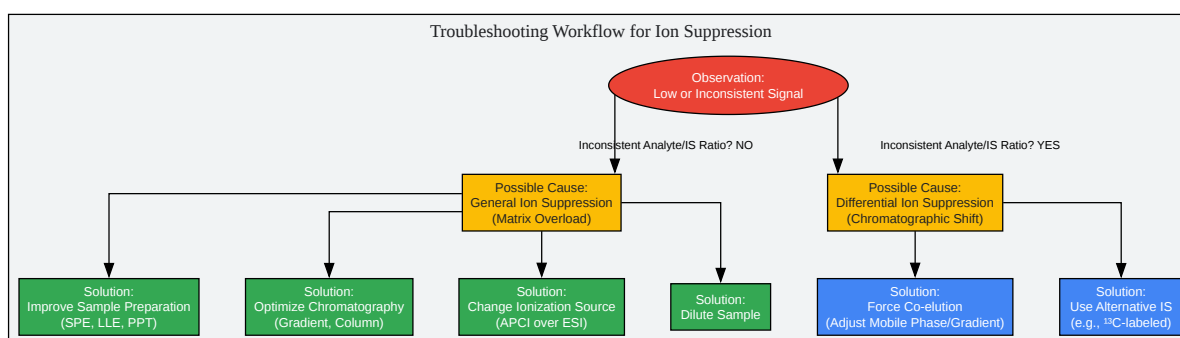 Troubleshooting Workflow for Ion Suppression
Observation:
Low or Inconsistent Signal
Inconsistent Analyte/IS Ratio? NO
Inconsistent Analyte/IS Ratio? YES
Possible Cause:
General Ion Suppression
(Matrix Overload)
Possible Cause:
Differential Ion Suppression
(Chromatographic Shift)
Solution:
Improve Sample Preparation
(SPE, LLE, PPT)
Solution:
Optimize Chromatography
(Gradient, Column)
Solution:
Change Ionization Source
(APCI over ESI)
Solution:
Dilute Sample
Solution:
Force Co-elution
(Adjust Mobile Phase/Gradient)
Solution:
Use Alternative IS
(e.g., ¹³C-labeled)